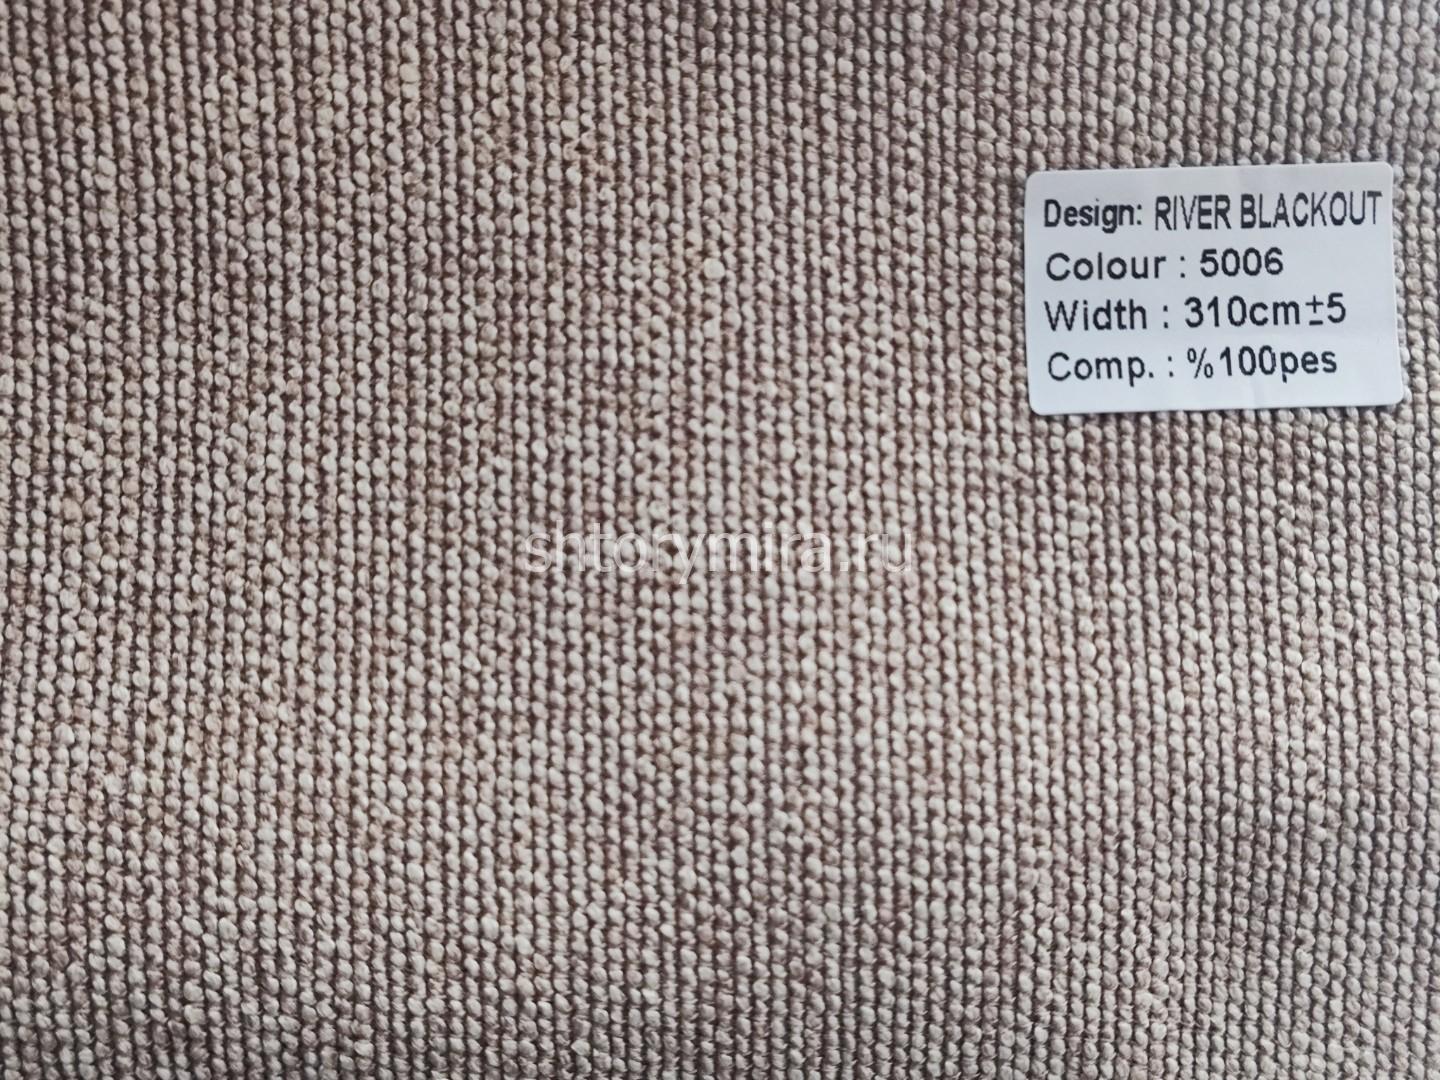 Design: RIVER BLACKOUT
Colour : 5006
Width : 310cm±5
Comp. : %100pes
shtorymira.ru